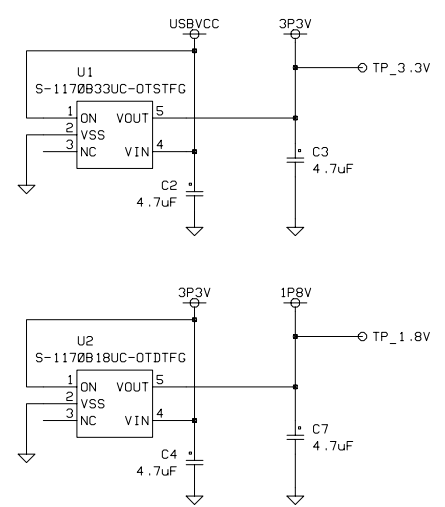 USBVCC 3P3V
TP_3.3V
U1
S-1170B33UC-OTSTFG
1 ON VOUT 5
2 VSS
3 NC VIN 4
C2
4.7uF
C3
4.7uF
3P3V 1P8V
TP_1.8V
U2
S-1170B18UC-OTDTFG
1 ON VOUT 5
2 VSS
3 NC VIN 4
C4
4.7uF
C7
4.7uF